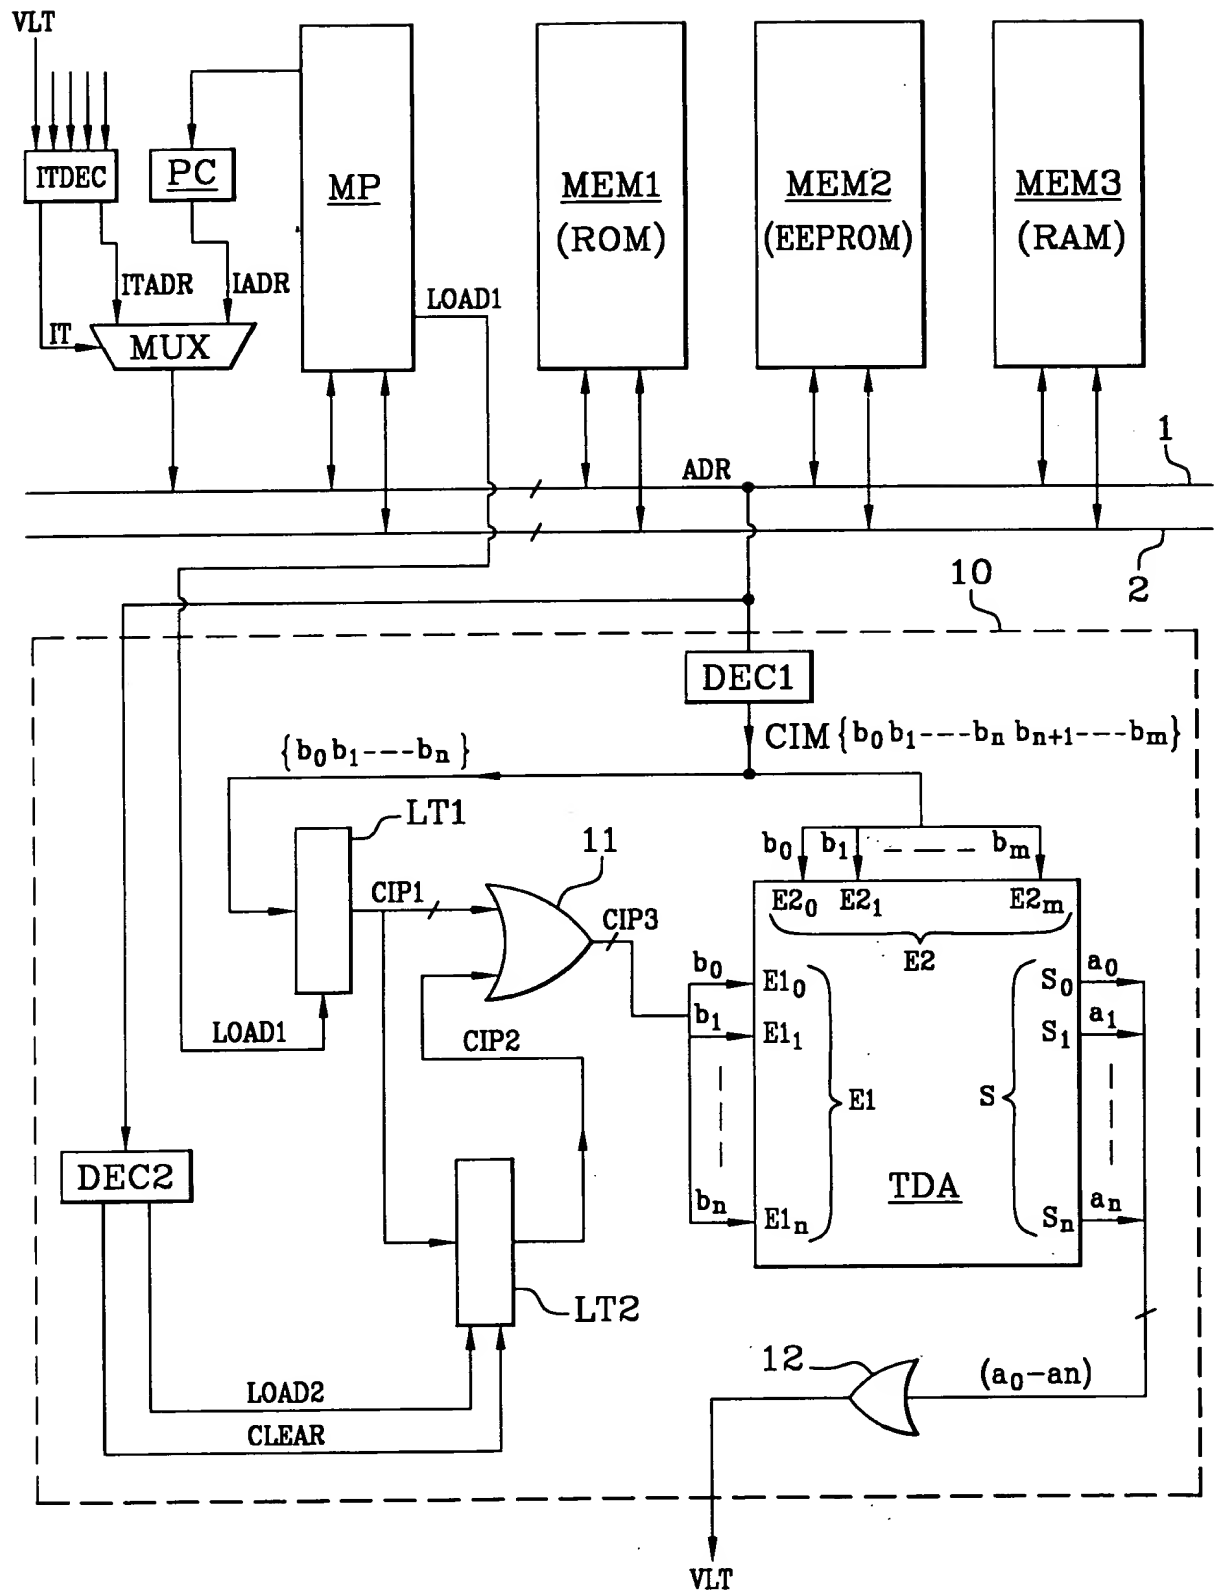 VLT
ITDEC
PC
MP
MEM1
(ROM)
MEM2
(EEPROM)
MEM3
(RAM)
ITADR
IADR
LOAD1
IT
MUX
ADR
1
2
10
DEC1
CIM {b0 b1----bn bn+1---bm}
{b0 b1----bn}
LT1
11
b0
b1
bm
CIP1
CIP3
E20
E21
E2m
E2
b0
E10
S0
a0
b1
E11
S1
a1
LOAD1
CIP2
E1
S
DEC2
TDA
bn
E1n
Sn
an
LT2
12
(a0-an)
LOAD2
CLEAR
VLT